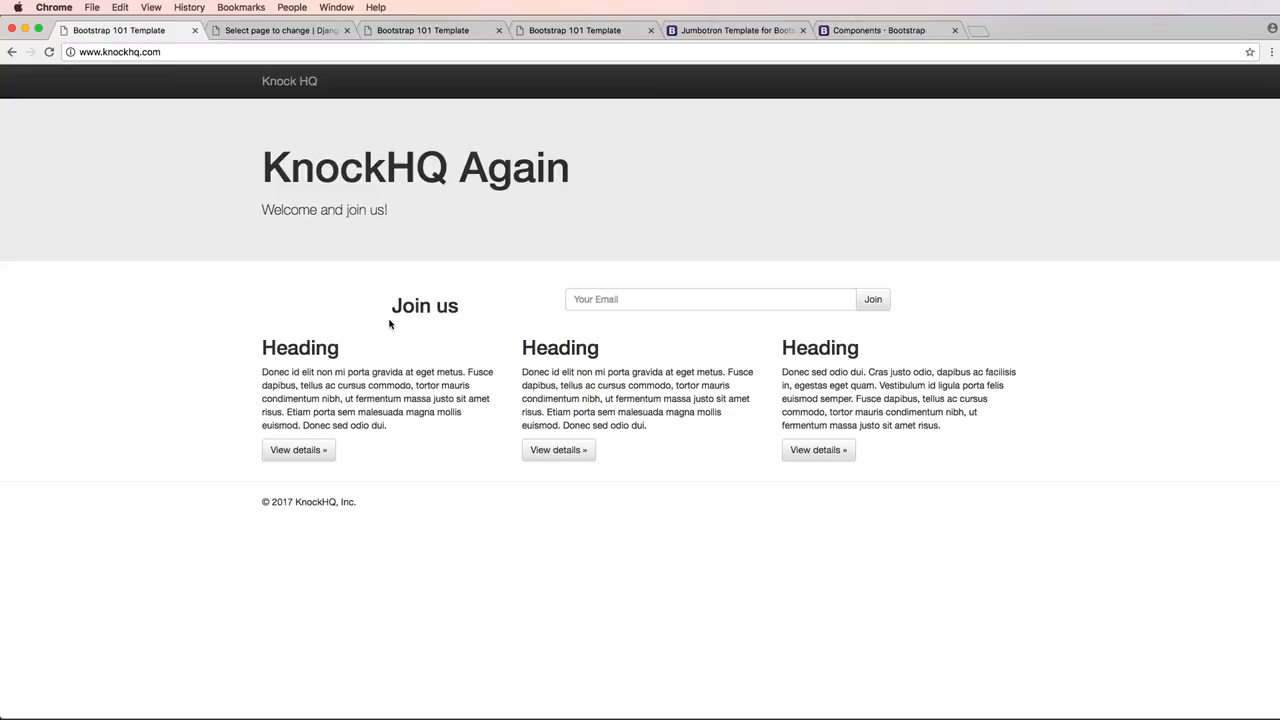 Chrome File Edit View History Bookmarks People Window Help
Bootstrap 101 Template
Select page to change | Djang
Bootstrap 101 Template
Bootstrap 101 Template
Jumbotron Template for Boots
Components · Bootstrap
www.knockhq.com
Knock HQ
KnockHQ Again
Welcome and join us!
Join us
Your Email
Join
Heading
Donec id elit non mi porta gravida at eget metus. Fusce
dapibus, tellus ac cursus commodo, tortor mauris
condimentum nibh, ut fermentum massa justo sit amet
risus. Etiam porta sem malesuada magna mollis
euismod. Donec sed odio dui.
View details »
Heading
Donec id elit non mi porta gravida at eget metus. Fusce
dapibus, tellus ac cursus commodo, tortor mauris
condimentum nibh, ut fermentum massa justo sit amet
risus. Etiam porta sem malesuada magna mollis
euismod. Donec sed odio dui.
View details »
Heading
Donec sed odio dui. Cras justo odio, dapibus ac facilisis
in, egestas eget quam. Vestibulum id ligula porta felis
euismod semper. Fusce dapibus, tellus ac cursus
commodo, tortor mauris condimentum nibh, ut
fermentum massa justo sit amet risus.
View details »
© 2017 KnockHQ, Inc.